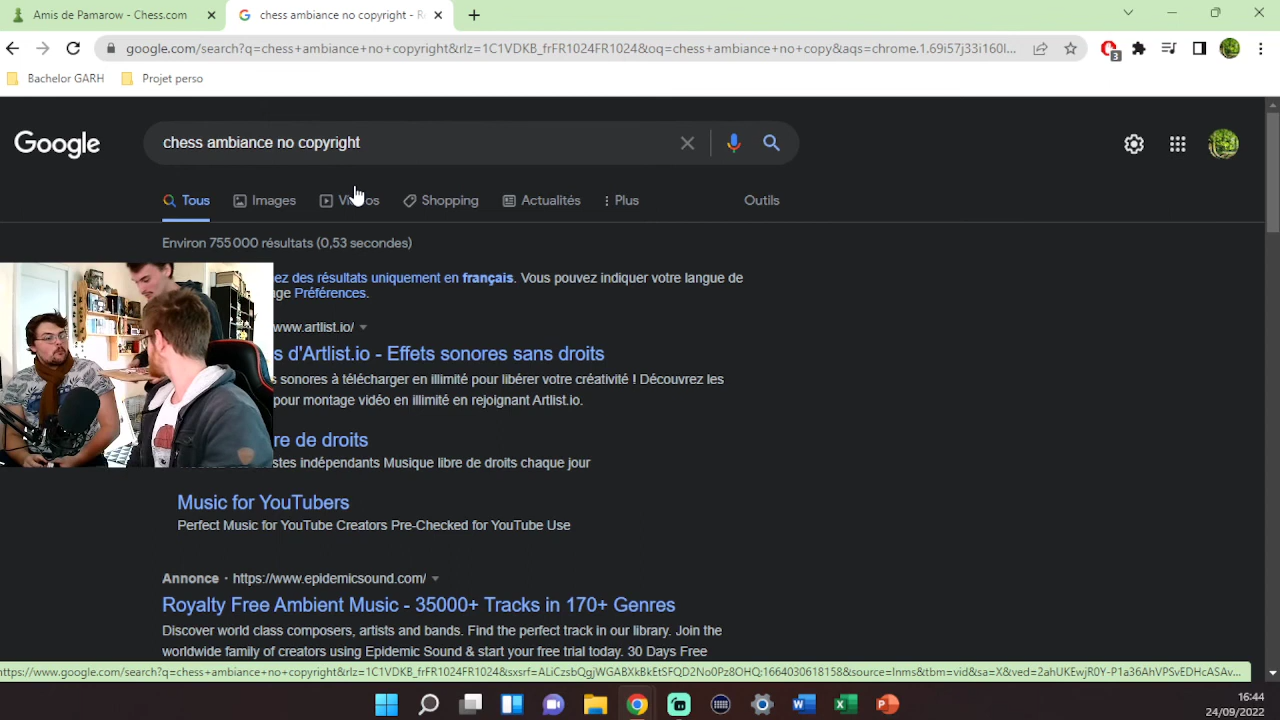 Amis de Pamarow - Chess.com
chess ambiance no copyright - R
google.com/search?q=chess+ambiance+no+copyright&rlz=1C1VDKB_frFR1024FR1024&oq=chess+ambiance+no+copy&aqs=chrome.1.69i57j33i160l...
3
Bachelor GARH
Projet perso
Google
chess ambiance no copyright
Tous
Images
Vidéos
Shopping
Actualités
Plus
Outils
Environ 755 000 résultats (0,53 secondes)
ez des résultats uniquement en français. Vous pouvez indiquer votre langue de
ge Préférences.
www.artlist.io/
s d'Artlist.io - Effets sonores sans droits
s sonores à télécharger en illimité pour libérer votre créativité ! Découvrez les
pour montage vidéo en illimité en rejoignant Artlist.io.
re de droits
stes indépendants Musique libre de droits chaque jour
Music for YouTubers
Perfect Music for YouTube Creators Pre-Checked for YouTube Use
Annonce · https://www.epidemicsound.com/
Royalty Free Ambient Music - 35000+ Tracks in 170+ Genres
Discover world class composers, artists and bands. Find the perfect track in our library. Join the
worldwide family of creators using Epidemic Sound & start your free trial today. 30 Days Free
16:44
24/09/2022